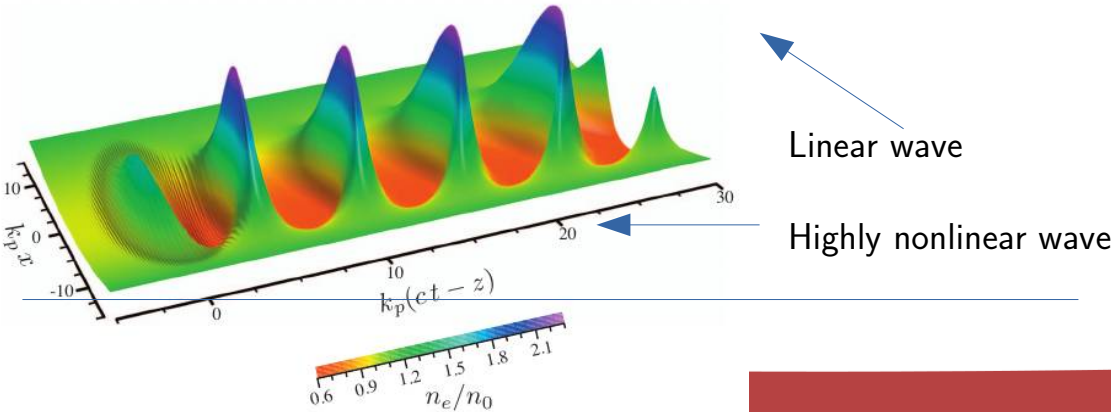 Linear wave
Highly nonlinear wave
10
0
-10
k_p x
0
10
20
30
k_p(ct − z)
0.6 0.9 1.2 1.5 1.8 2.1
n_e/n_0